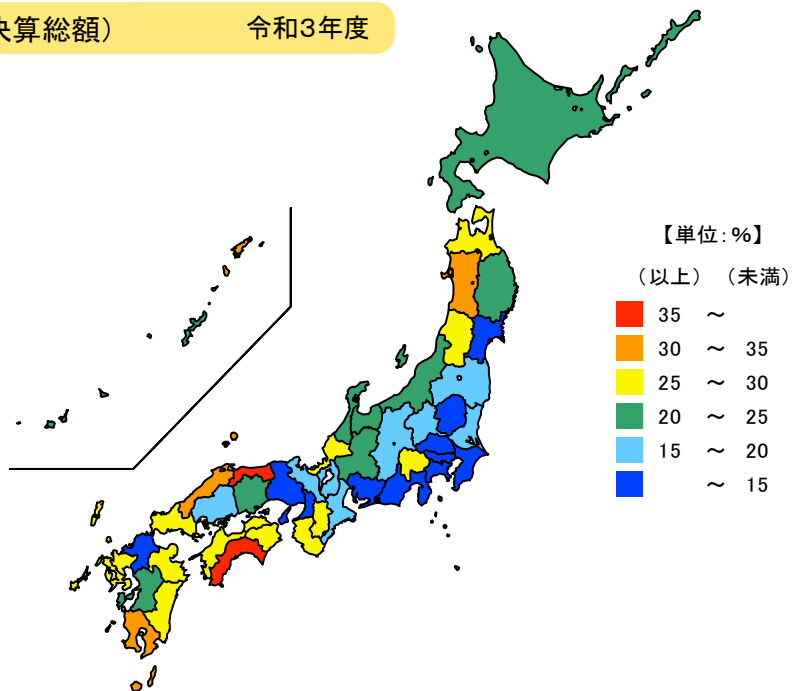 決算総額) 令和3年度
【単位:%】
(以上) (未満)
35 ～
30 ～ 35
25 ～ 30
20 ～ 25
15 ～ 20
～ 15